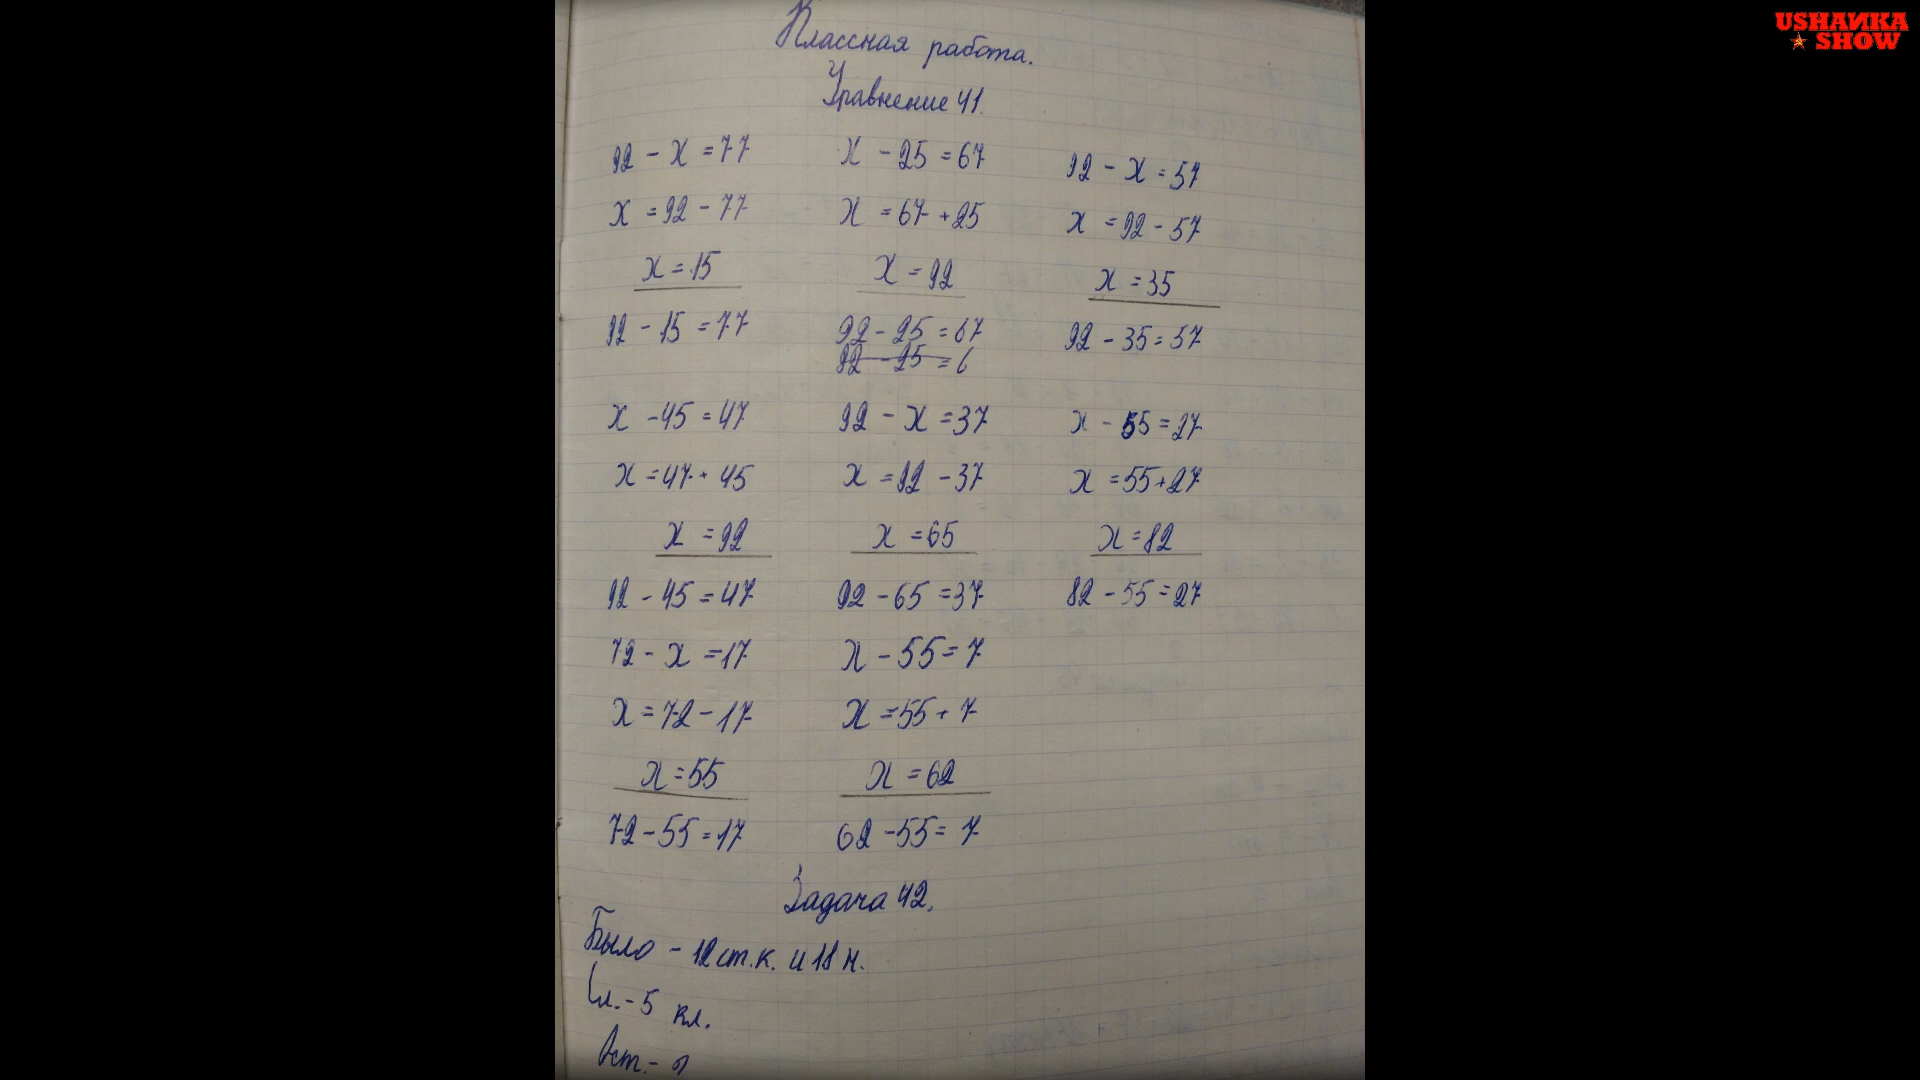 USHAИKA
SHOW
Классная работа.
Уравнение 41.
92 - х = 77 х - 25 = 67 92 - х = 57
х = 92 - 77 х = 67 + 25 х = 92 - 57
х = 15 х = 92 х = 35
92 - 15 = 77 92 - 25 = 67 92 - 35 = 57
82 - 25 = 6
х - 45 = 47 92 - х = 37 х - 55 = 27
х = 47 + 45 х = 92 - 37 х = 55 + 27
х = 92 х = 65 х = 82
92 - 45 = 47 92 - 65 = 37 82 - 55 = 27
72 - х = 17 х - 55 = 7
х = 72 - 17 х = 55 + 7
х = 55 х = 62
72 - 55 = 17 62 - 55 = 7
Задача 42.
Было - 12 ст. к. и 18 н.
Сл. - 5 кл.
Ост. - ?